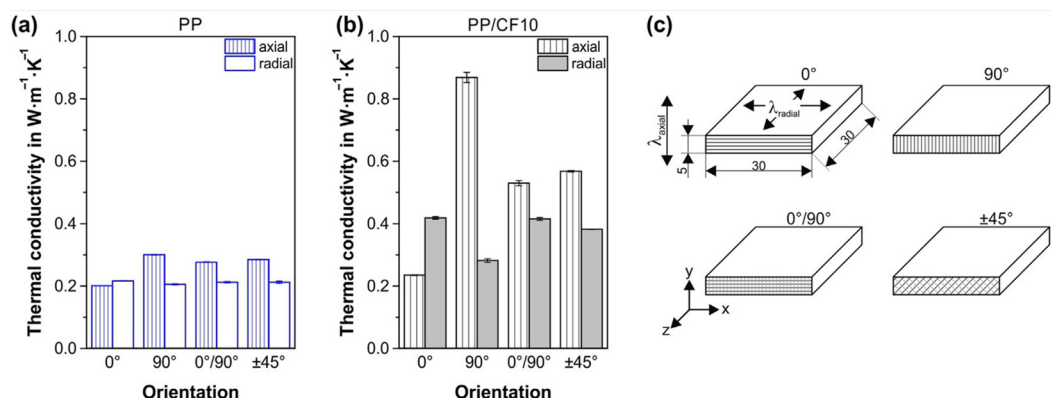 (a) PP
Thermal conductivity in W·m⁻¹·K⁻¹
1.0
0.8
0.6
0.4
0.2
0.0
axial
radial
0° 90° 0°/90° ±45°
Orientation
(b) PP/CF10
Thermal conductivity in W·m⁻¹·K⁻¹
1.0
0.8
0.6
0.4
0.2
0.0
axial
radial
0° 90° 0°/90° ±45°
Orientation
(c)
0°
λradial
λaxial
5
30
30
90°
0°/90°
±45°
y
x
z